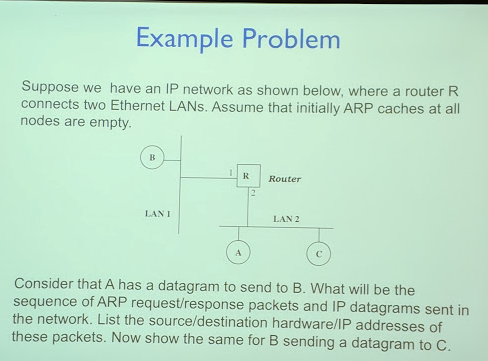 Example Problem
Suppose we have an IP network as shown below, where a router R
connects two Ethernet LANs. Assume that initially ARP caches at all
nodes are empty.
B
1 R Router
2
LAN 1
LAN 2
A C
Consider that A has a datagram to send to B. What will be the
sequence of ARP request/response packets and IP datagrams sent in
the network. List the source/destination hardware/IP addresses of
these packets. Now show the same for B sending a datagram to C.